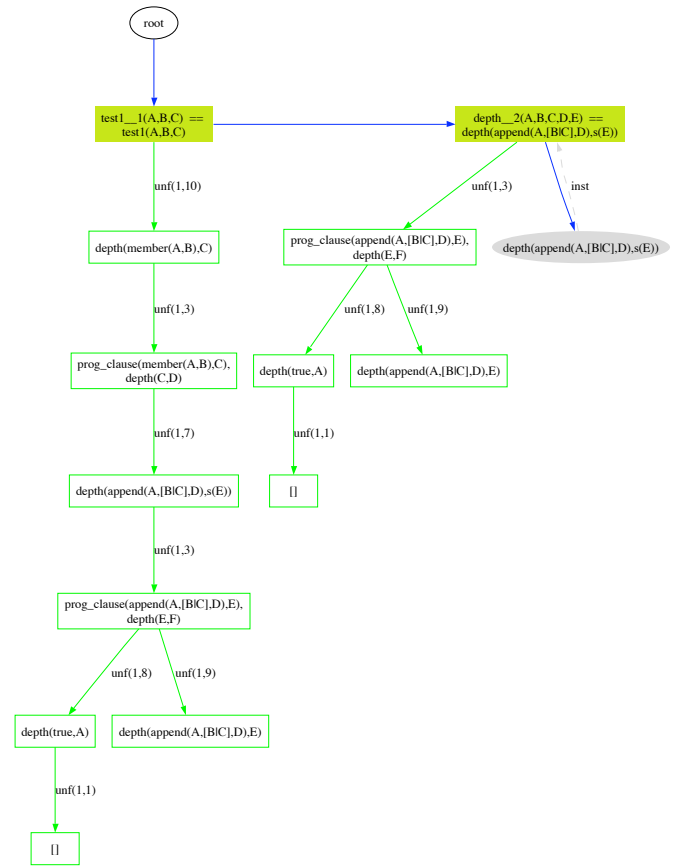 root
test1__1(A,B,C) ==
test1(A,B,C)
depth__2(A,B,C,D,E) ==
depth(append(A,[B|C],D),s(E))
unf(1,10)
unf(1,3)
inst
depth(member(A,B),C)
prog_clause(append(A,[B|C],D),E),
depth(E,F)
depth(append(A,[B|C],D),s(E))
unf(1,3)
unf(1,8)
unf(1,9)
prog_clause(member(A,B),C),
depth(C,D)
depth(true,A)
depth(append(A,[B|C],D),E)
unf(1,7)
unf(1,1)
depth(append(A,[B|C],D),s(E))
[]
unf(1,3)
prog_clause(append(A,[B|C],D),E),
depth(E,F)
unf(1,8)
unf(1,9)
depth(true,A)
depth(append(A,[B|C],D),E)
unf(1,1)
[]